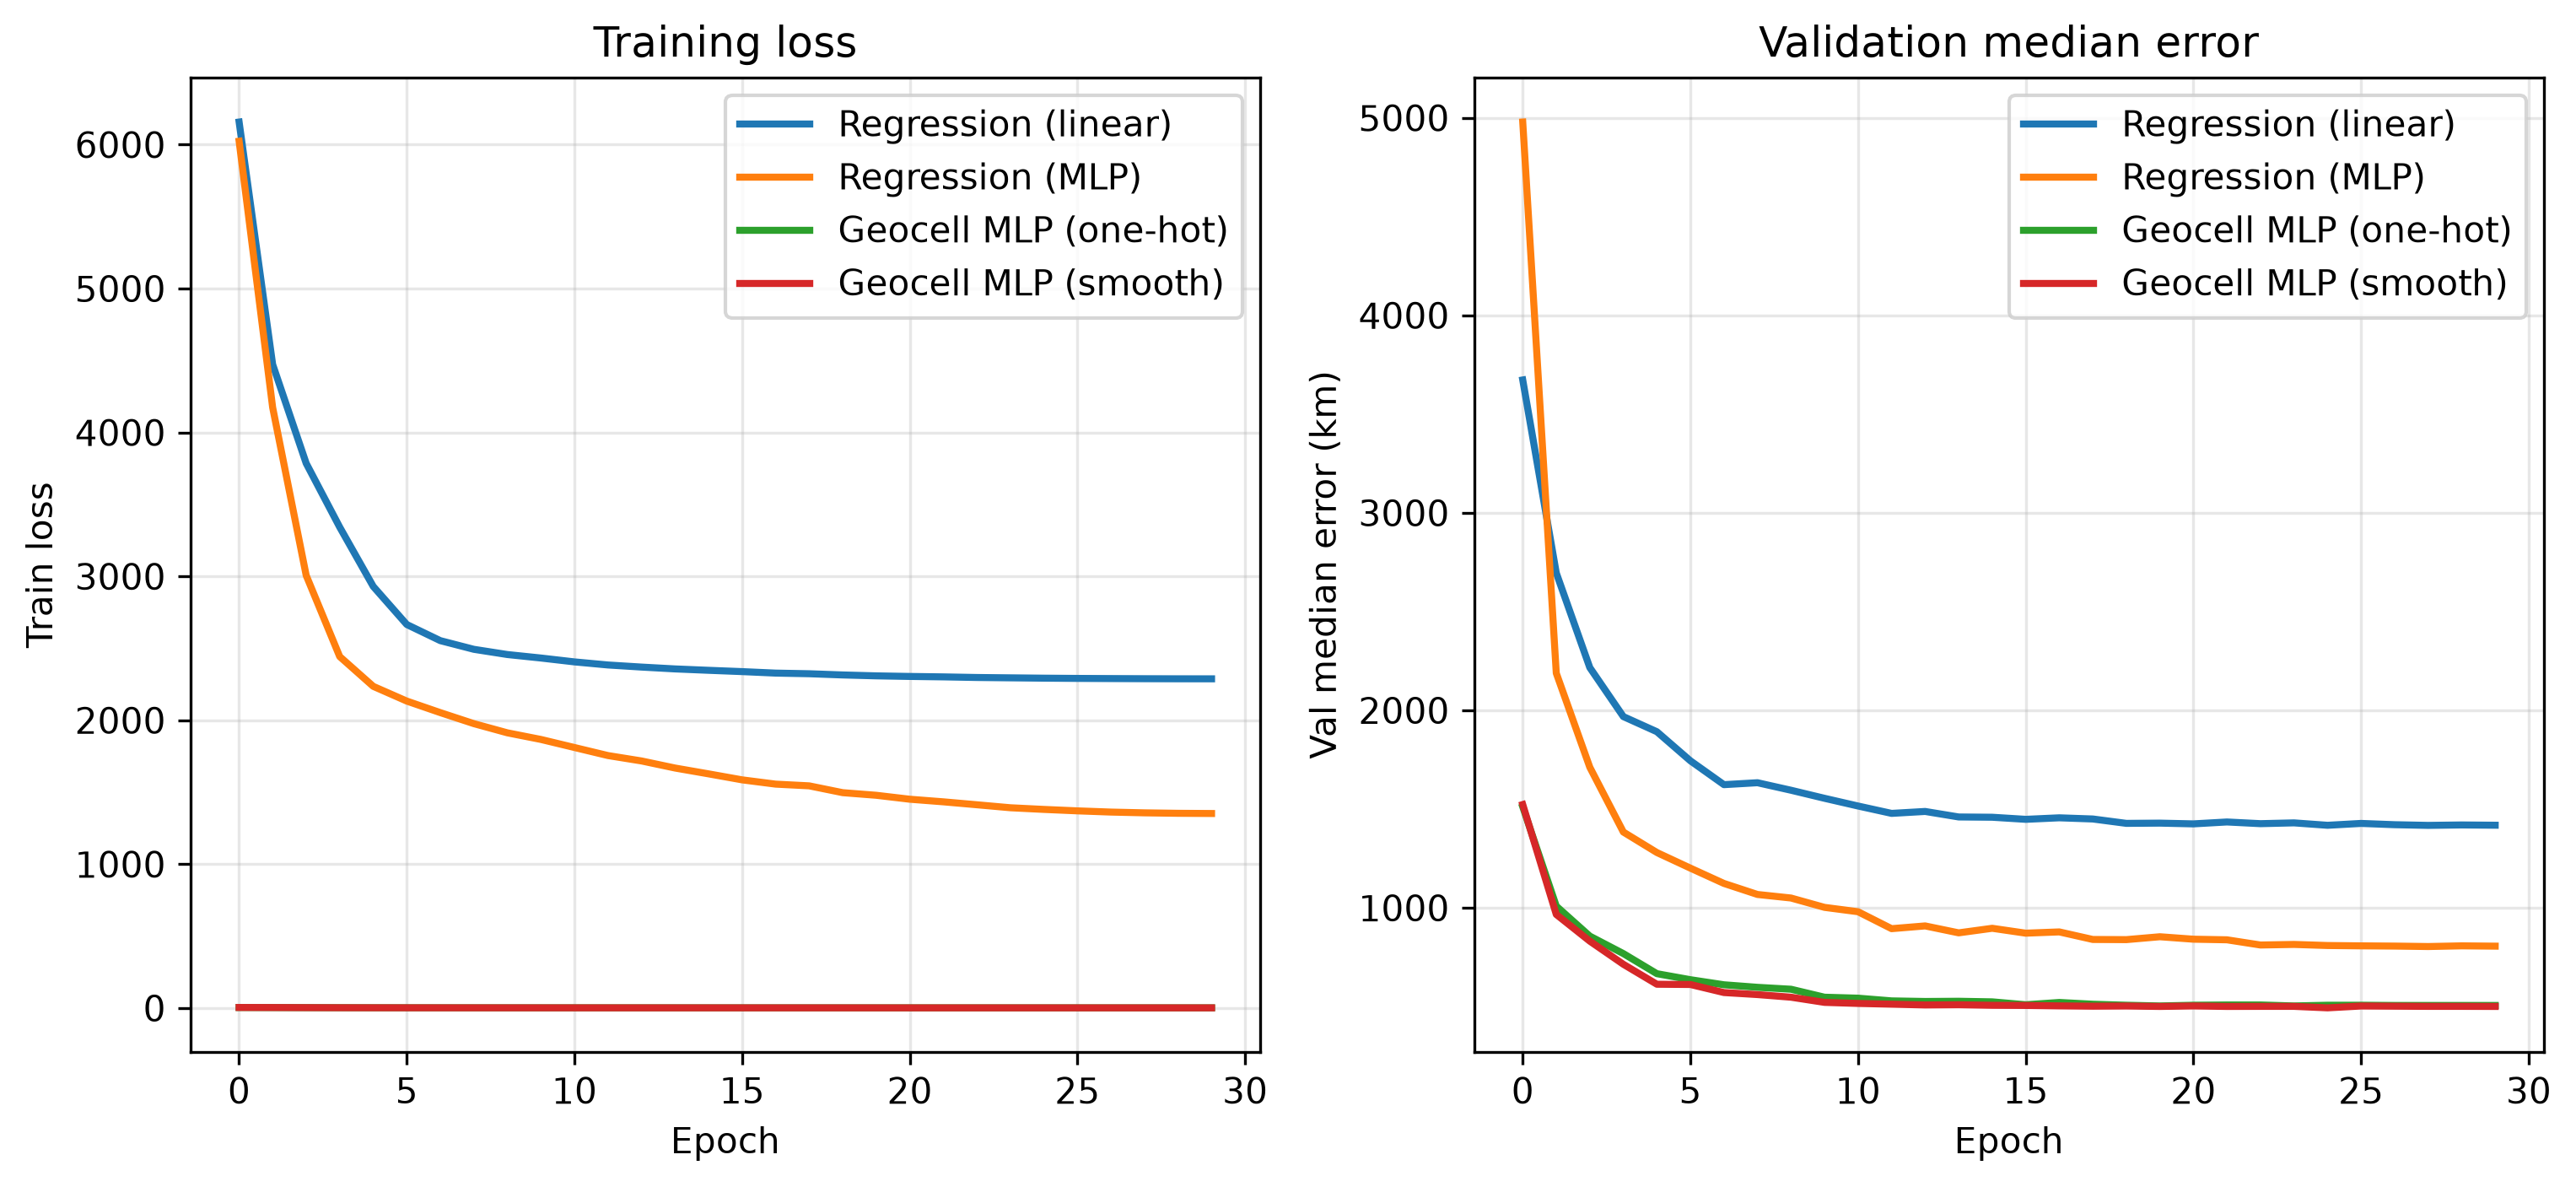 Training loss
Train loss
6000
5000
4000
3000
2000
1000
0
0 5 10 15 20 25 30
Epoch
Regression (linear)
Regression (MLP)
Geocell MLP (one-hot)
Geocell MLP (smooth)
Validation median error
Val median error (km)
5000
4000
3000
2000
1000
0 5 10 15 20 25 30
Epoch
Regression (linear)
Regression (MLP)
Geocell MLP (one-hot)
Geocell MLP (smooth)